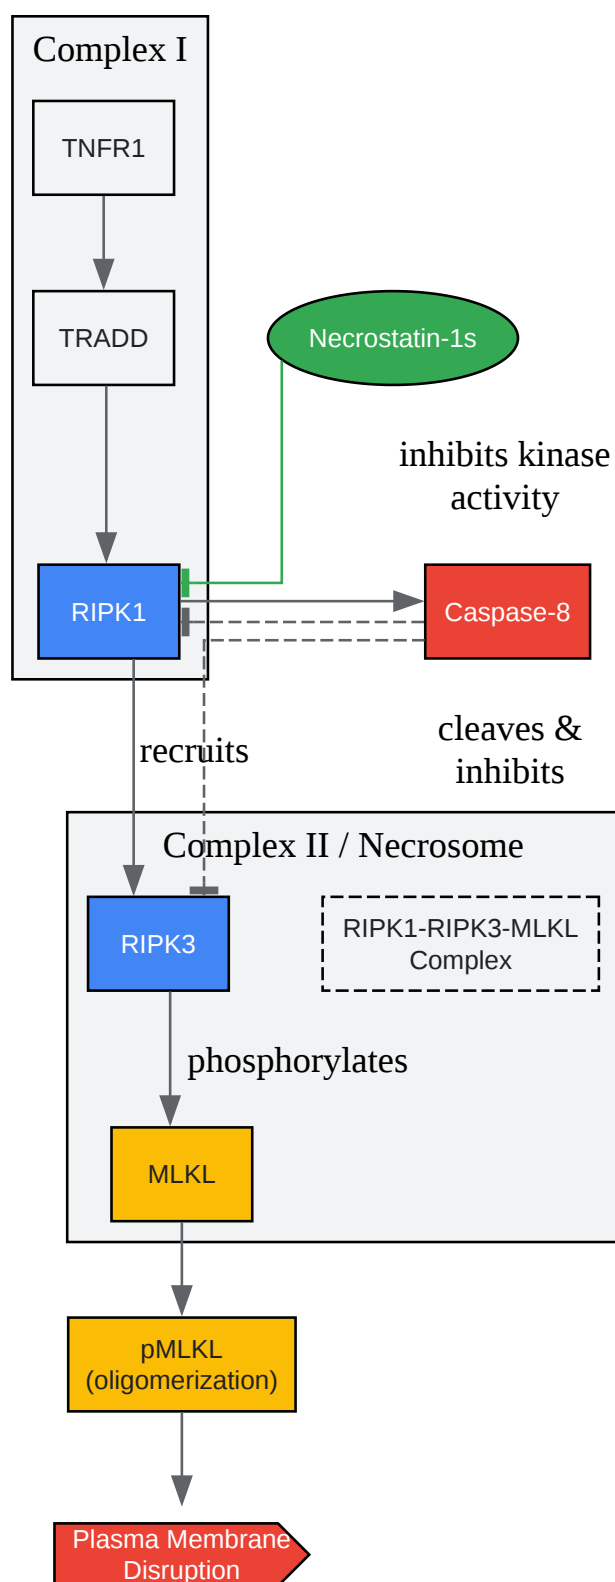 Complex I
TNFR1
TRADD
Necrostatin-1s
inhibits kinase
activity
RIPK1
Caspase-8
recruits
cleaves &
inhibits
Complex II / Necrosome
RIPK3
RIPK1-RIPK3-MLKL
Complex
phosphorylates
MLKL
pMLKL
(oligomerization)
Plasma Membrane
Disruption